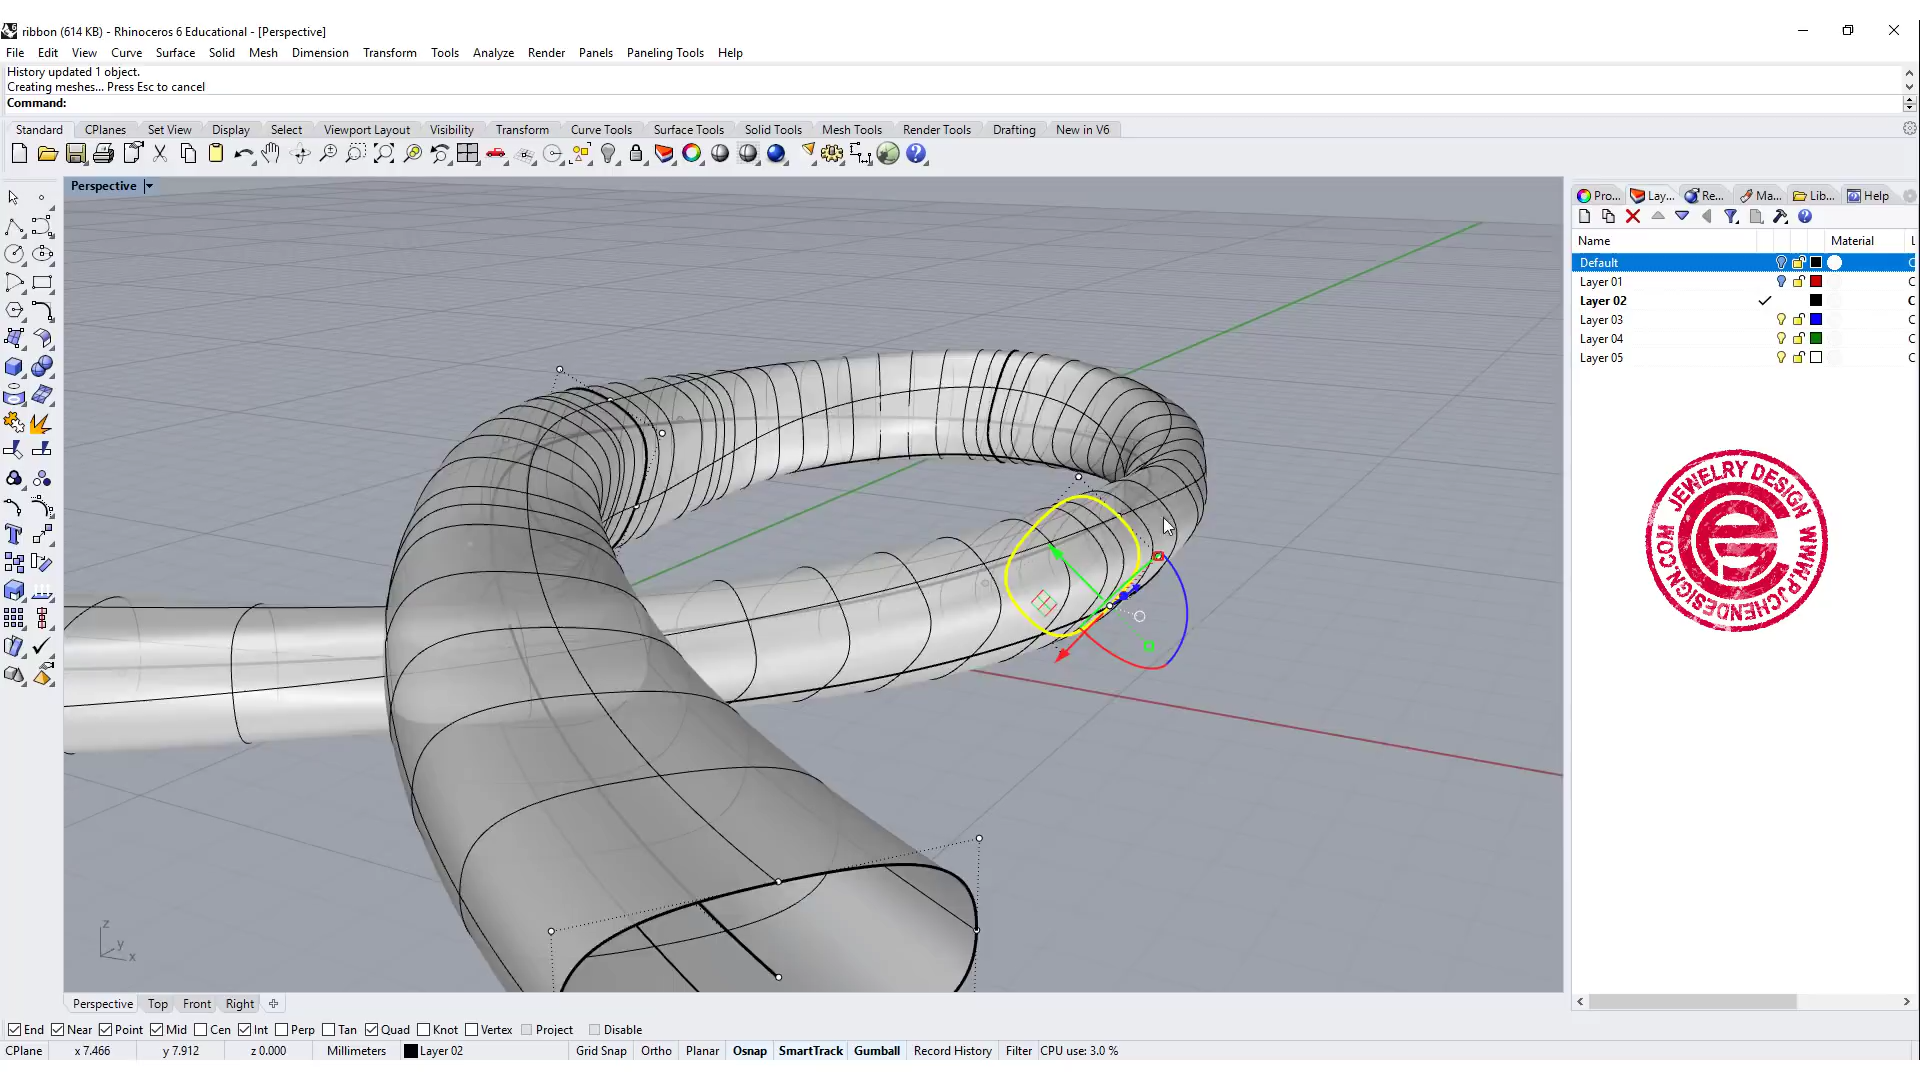 ribbon (614 KB) - Rhinoceros 6 Educational - [Perspective]
File Edit View Curve Surface Solid Mesh Dimension Transform Tools Analyze Render Panels Paneling Tools Help
History updated 1 object.
Creating meshes... Press Esc to cancel
Command:
Standard CPlanes Set View Display Select Viewport Layout Visibility Transform Curve Tools Surface Tools Solid Tools Mesh Tools Render Tools Drafting New in V6
Perspective
Pro... Lay... Re... Ma... Lib... Help
Name Material L
Default C
Layer 01 C
Layer 02 C
Layer 03 C
Layer 04 C
Layer 05 C
JEWELRY DESIGN
WWW.PJCHENDESIGN.COM
z
y
x
Perspective Top Front Right
End Near Point Mid Cen Int Perp Tan Quad Knot Vertex Project Disable
CPlane x 7.466 y 7.912 z 0.000 Millimeters Layer 02 Grid Snap Ortho Planar Osnap SmartTrack Gumball Record History Filter CPU use: 3.0 %